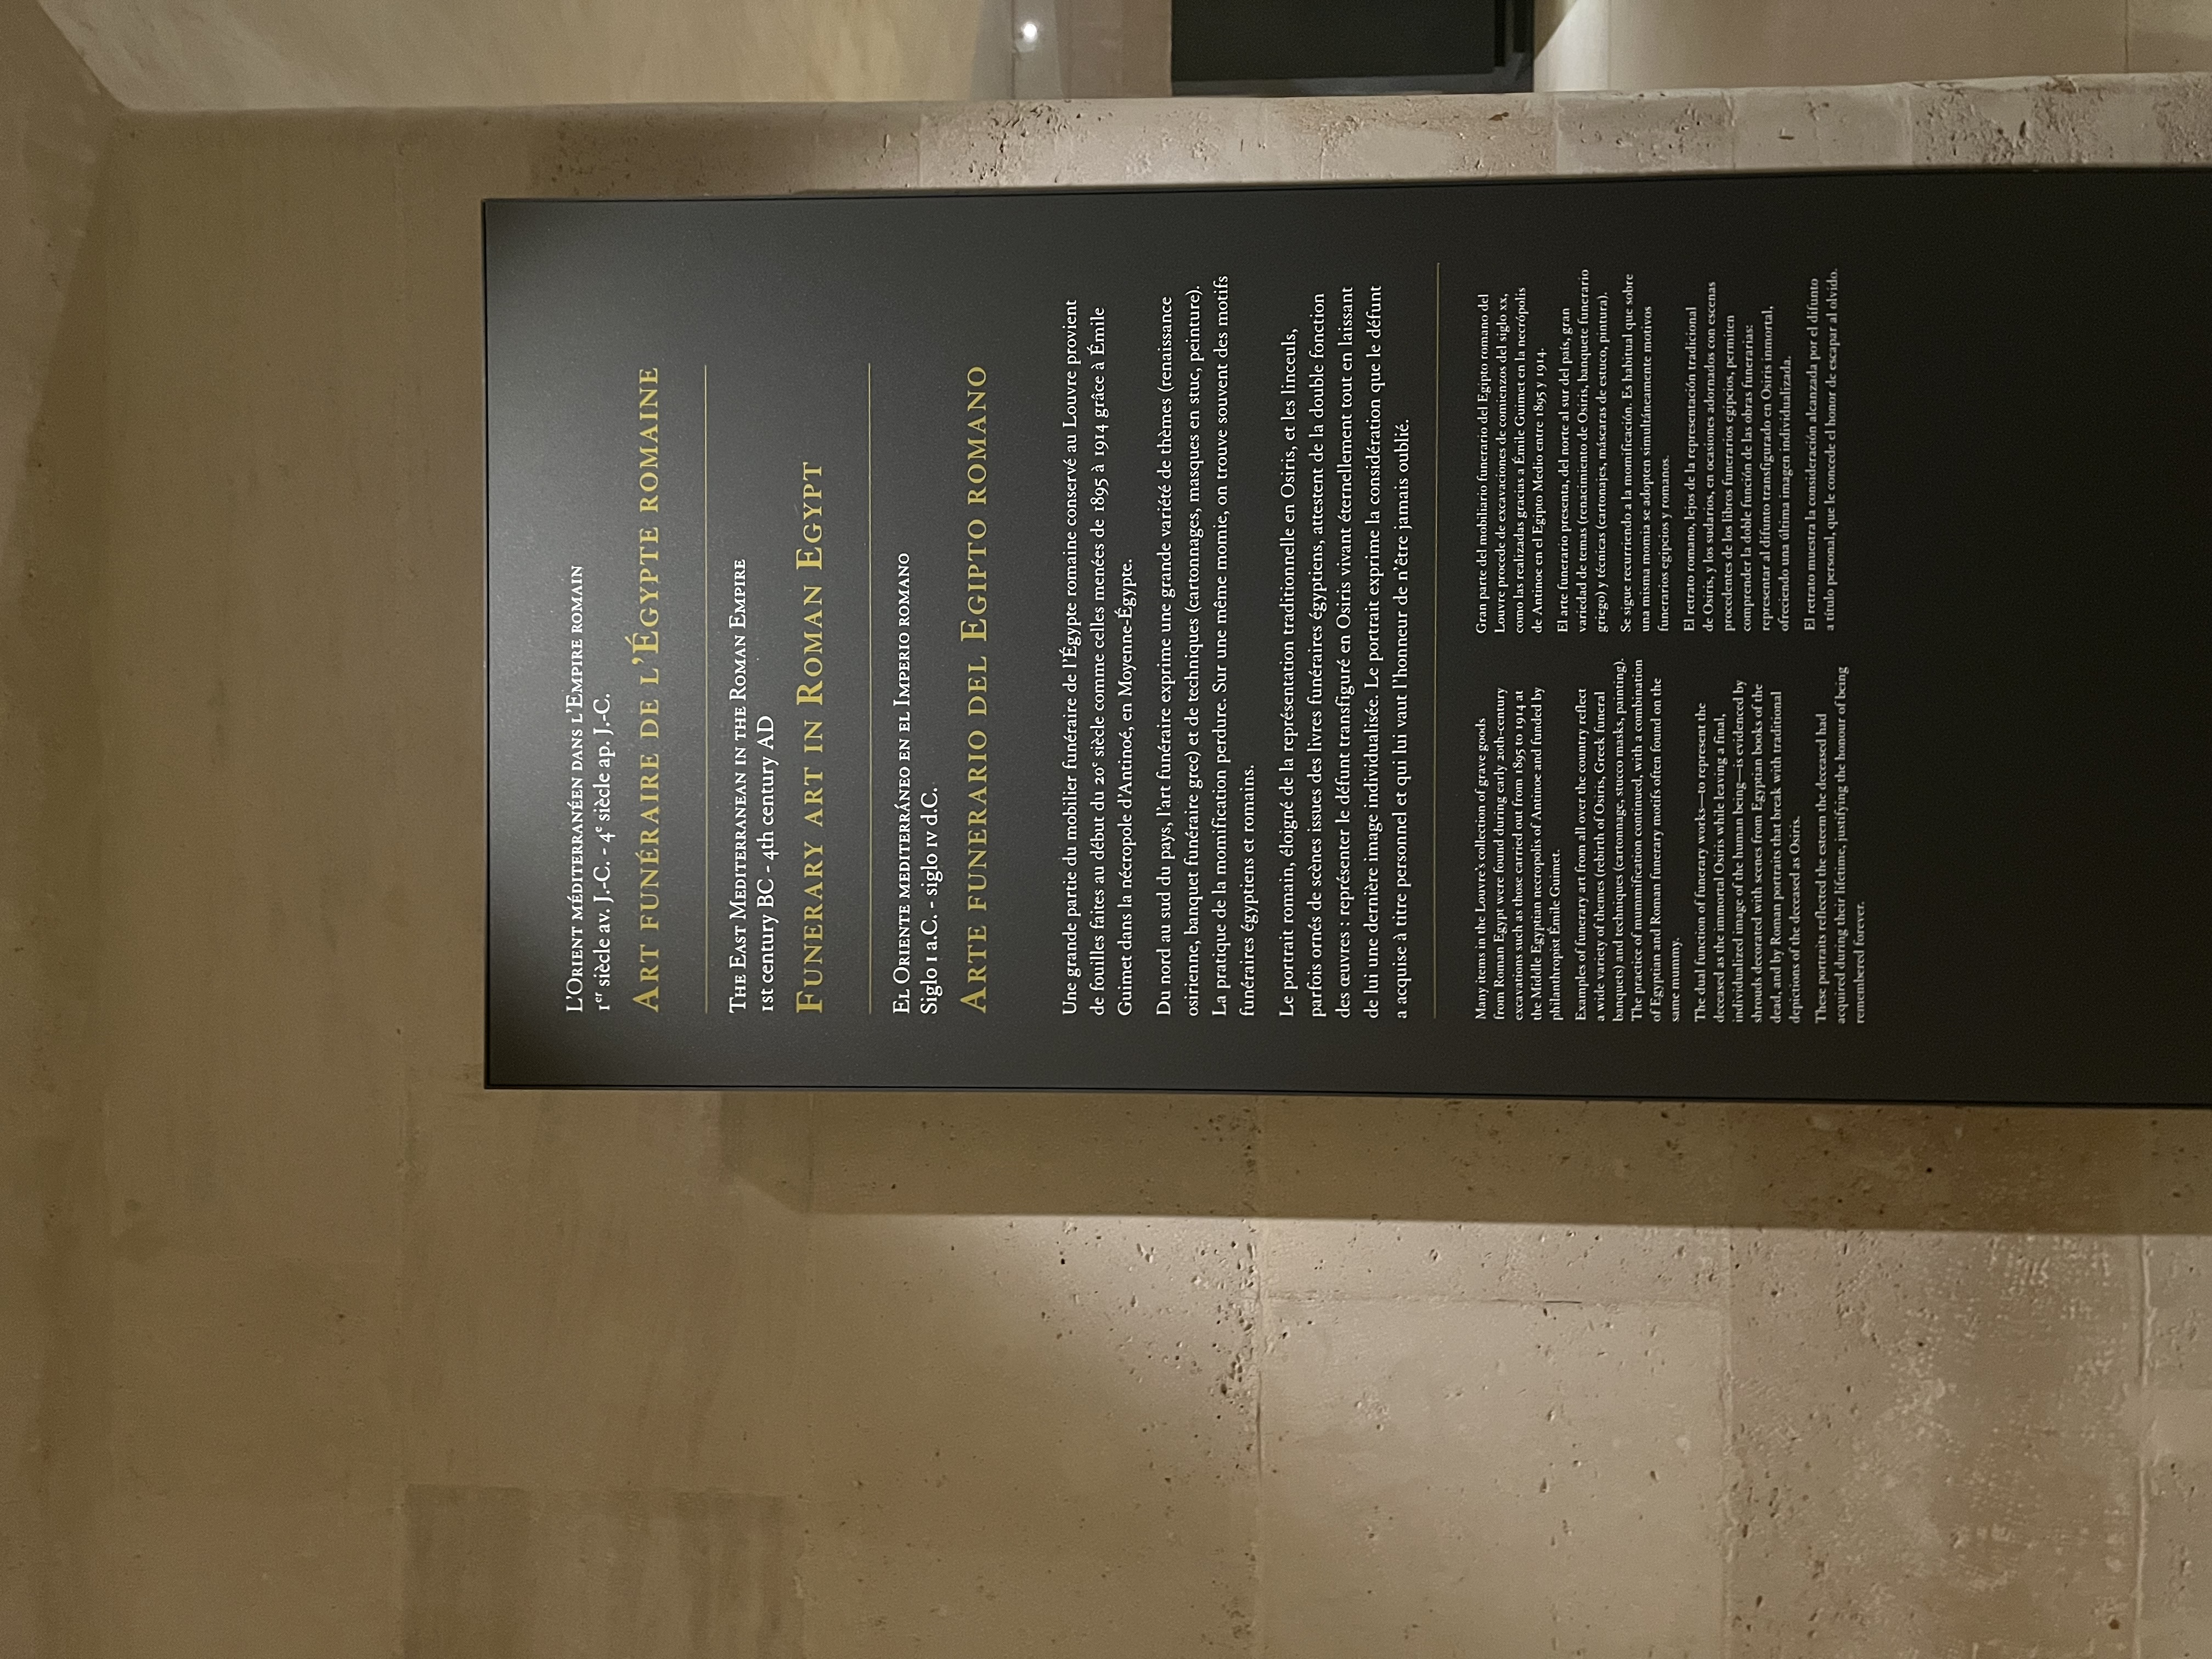 L'Orient méditerranéen dans l'Empire romain
1er siècle av. J.-C. - 4e siècle ap. J.-C.
Art funéraire de l'Égypte romaine
The East Mediterranean in the Roman Empire
1st century BC - 4th century AD
Funerary art in Roman Egypt
El Oriente mediterráneo en el Imperio romano
Siglo I a.C. - siglo IV d.C.
Arte funerario del Egipto romano
Une grande partie du mobilier funéraire de l'Égypte romaine conservé au Louvre provient
de fouilles faites au début du 20e siècle comme celles menées de 1895 à 1914 grâce à Émile
Guimet dans la nécropole d'Antinoé, en Moyenne-Égypte.
Du nord au sud du pays, l'art funéraire exprime une grande variété de thèmes (renaissance
osirienne, banquet funéraire grec) et de techniques (cartonnages, masques en stuc, peinture).
La pratique de la momification perdure. Sur une même momie, on trouve souvent des motifs
funéraires égyptiens et romains.
Le portrait romain, éloigné de la représentation traditionnelle en Osiris, et les linceuls,
parfois ornés de scènes issues des livres funéraires égyptiens, attestent de la double fonction
des œuvres : représenter le défunt transfiguré en Osiris vivant éternellement tout en laissant
de lui une dernière image individualisée. Le portrait exprime la considération que le défunt
a acquise à titre personnel et qui lui vaut l'honneur de n'être jamais oublié.
Many items in the Louvre's collection of grave goods
from Roman Egypt were found during early 20th-century
excavations such as those carried out from 1895 to 1914 at
the Middle Egyptian necropolis of Antinoe and funded by
philanthropist Émile Guimet.
Examples of funerary art from all over the country reflect
a wide variety of themes (rebirth of Osiris, Greek funeral
banquets) and techniques (cartonnage, stucco masks, painting).
The practice of mummification continued, with a combination
of Egyptian and Roman funerary motifs often found on the
same mummy.
The dual function of funerary works—to represent the
deceased as the immortal Osiris while leaving a final,
individualized image of the human being—is evidenced by
shrouds decorated with scenes from Egyptian books of the
dead, and by Roman portraits that break with traditional
depictions of the deceased as Osiris.
These portraits reflected the esteem the deceased had
acquired during their lifetime, justifying the honour of being
remembered forever.
Gran parte del mobiliario funerario del Egipto romano del
Louvre procede de excavaciones de comienzos del siglo XX,
como las realizadas gracias a Émile Guimet en la necrópolis
de Antinoe en el Egipto Medio entre 1895 y 1914.
El arte funerario presenta, del norte al sur del país, gran
variedad de temas (renacimiento de Osiris, banquete funerario
griego) y técnicas (cartonajes, máscaras de estuco, pintura).
Se sigue recurriendo a la momificación. Es habitual que sobre
una misma momia se adopten simultáneamente motivos
funerarios egipcios y romanos.
El retrato romano, lejos de la representación tradicional
de Osiris, y los sudarios, en ocasiones adornados con escenas
procedentes de los libros funerarios egipcios, permiten
comprender la doble función de las obras funerarias:
representar al difunto transfigurado en Osiris inmortal,
ofreciendo una última imagen individualizada.
El retrato muestra la consideración alcanzada por el difunto
a título personal, que le concede el honor de escapar al olvido.